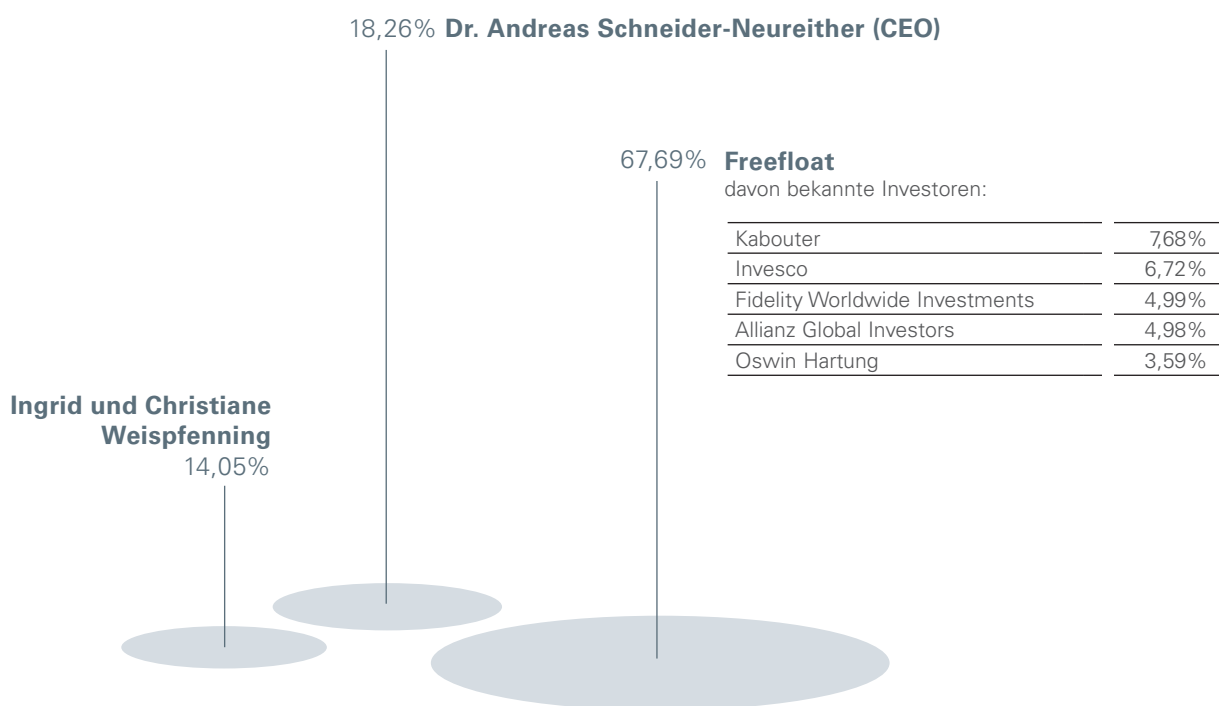 18,26% Dr. Andreas Schneider-Neureither (CEO)
67,69% Freefloat
davon bekannte Investoren:
Kabouter 7,68%
Invesco 6,72%
Fidelity Worldwide Investments 4,99%
Allianz Global Investors 4,98%
Oswin Hartung 3,59%
Ingrid und Christiane
Weispfenning
14,05%